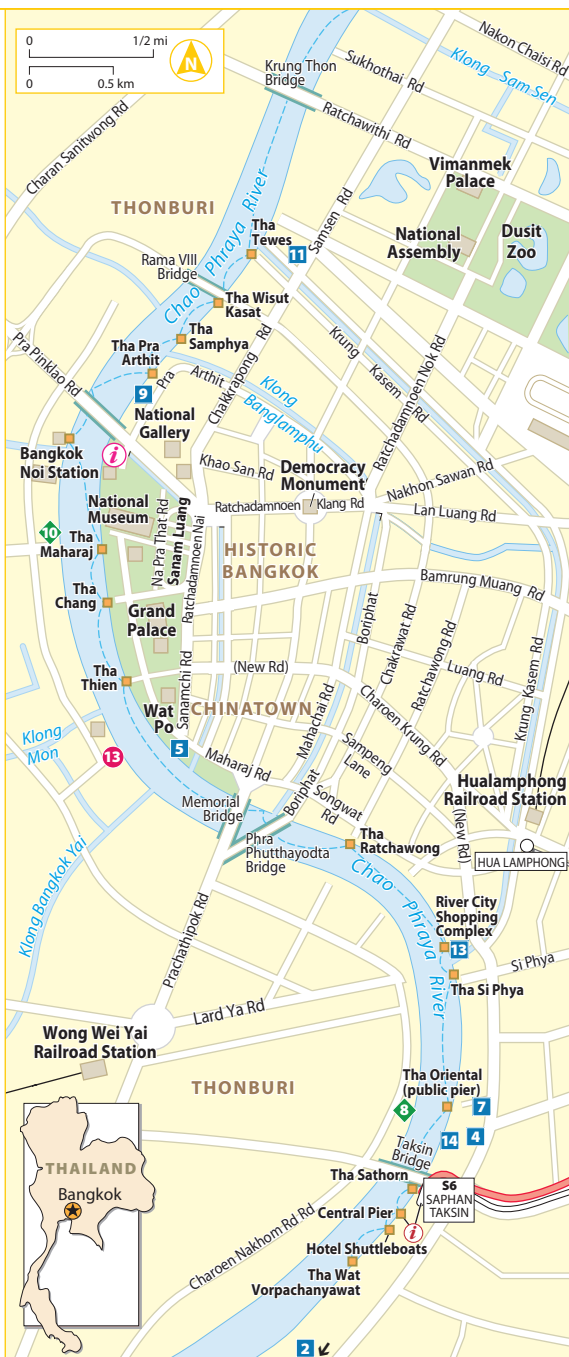 0 1/2 mi
N
0 0.5 km
Nakon Chaisi Rd
Klong Sam Sen
Sukhothai Rd
Krung Thon
Bridge
Ratchawithi Rd
Charan Sanitwong Rd
Vimanmek
Palace
THONBURI
Chao Phraya River
Samsen Rd
National
Assembly
Dusit
Zoo
Tha
Tewes
11
Rama VIII
Bridge
Tha Wisut
Kasat
Tha
Samphya
Krung Kasem Rd
Tha Pra
Arthit
Pra Arthit
Chakkrapong Rd
Klong
Banglamphu
Ratchadamnoen Nok Rd
Pra Pinklao Rd
9
National
Gallery
i
Bangkok
Noi Station
Khao San Rd
Democracy
Monument
Nakhon Sawan Rd
National
Museum
Na Pra That Rd
Sanam Luang
Ratchadamnoen Nai
Ratchadamnoen Klang Rd
Lan Luang Rd
10
Tha
Maharaj
HISTORIC
BANGKOK
Bamrung Muang Rd
Tha
Chang
Grand
Palace
Boriphat
Chakrawat Rd
Ratchawong Rd
Luang Rd
Krung Kasem Rd
Tha
Thien
Sanamchi Rd
(New Rd)
Charoen Krung Rd
Wat
Po
CHINATOWN
Mahachai Rd
Sampeng
Lane
Klong
Mon
13
5
Maharaj Rd
Boriphat
Songwat
Rd
Hualamphong
Railroad Station
(New Rd)
Memorial
Bridge
Phra
Phutthayodta
Bridge
Tha
Ratchawong
HUA LAMPHONG
Klong Bangkok Yai
Prachathipok Rd
Chao Phraya River
River City
Shopping
Complex
13
Si Phya
Tha Si Phya
Lard Ya Rd
Wong Wei Yai
Railroad Station
THONBURI
Tha Oriental
(public pier)
8
7
14
4
Taksin
Bridge
THAILAND
Bangkok
Tha Sathorn
S6
SAPHAN
TAKSIN
Central Pier
i
Charoen Nakhom Rd Rd
Hotel Shuttleboats
Tha Wat
Vorpachanyawat
2